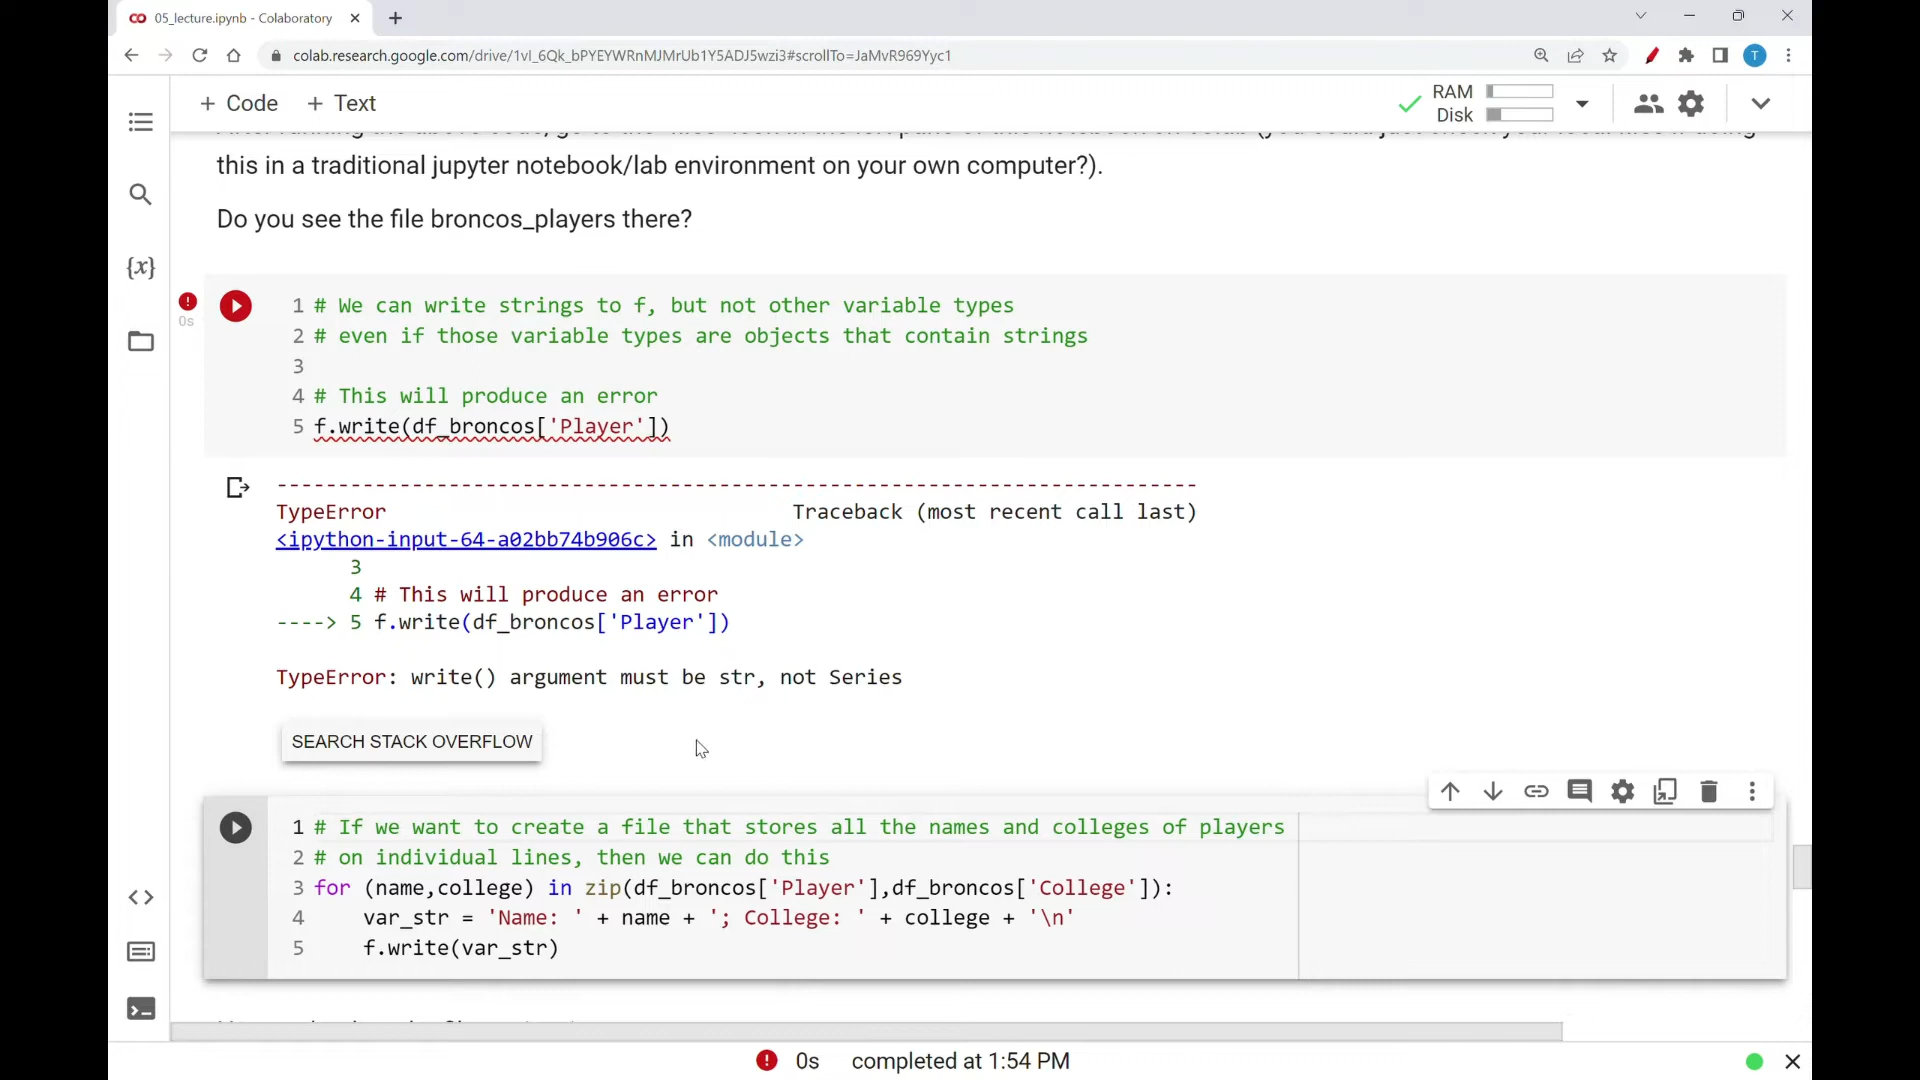 05_lecture.ipynb - Colaboratory
colab.research.google.com/drive/1vI_6Qk_bPYEYWRnMJMrUb1Y5ADJ5wzi3#scrollTo=JaMvR969Yyc1
T
+ Code + Text
RAM
Disk
this in a traditional jupyter notebook/lab environment on your own computer?).
Do you see the file broncos_players there?
{x}
0s
1 # We can write strings to f, but not other variable types
2 # even if those variable types are objects that contain strings
3
4 # This will produce an error
5 f.write(df_broncos['Player'])
---------------------------------------------------------------------------
TypeError Traceback (most recent call last)
<ipython-input-64-a02bb74b906c> in <module>
3
4 # This will produce an error
----> 5 f.write(df_broncos['Player'])
TypeError: write() argument must be str, not Series
SEARCH STACK OVERFLOW
1 # If we want to create a file that stores all the names and colleges of players
2 # on individual lines, then we can do this
3 for (name,college) in zip(df_broncos['Player'],df_broncos['College']):
4     var_str = 'Name: ' + name + '; College: ' + college + '\n'
5     f.write(var_str)
0s completed at 1:54 PM